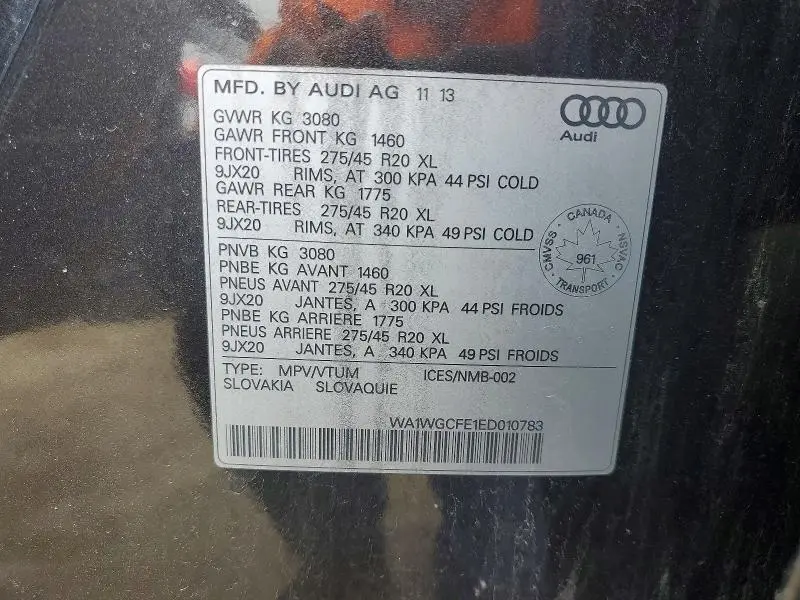 MFD. BY AUDI AG 11 13
Audi
GVWR KG 3080
GAWR FRONT KG 1460
FRONT-TIRES 275/45 R20 XL
9JX20 RIMS, AT 300 KPA 44 PSI COLD
GAWR REAR KG 1775
REAR-TIRES 275/45 R20 XL
9JX20 RIMS, AT 340 KPA 49 PSI COLD
CANADA
CMVSS 961 NSVAC
TRANSPORT
PNVB KG 3080
PNBE KG AVANT 1460
PNEUS AVANT 275/45 R20 XL
9JX20 JANTES, A 300 KPA 44 PSI FROIDS
PNBE KG ARRIERE 1775
PNEUS ARRIERE 275/45 R20 XL
9JX20 JANTES, A 340 KPA 49 PSI FROIDS
TYPE: MPV/VTUM ICES/NMB-002
SLOVAKIA SLOVAQUIE
WA1WGCFE1ED010783